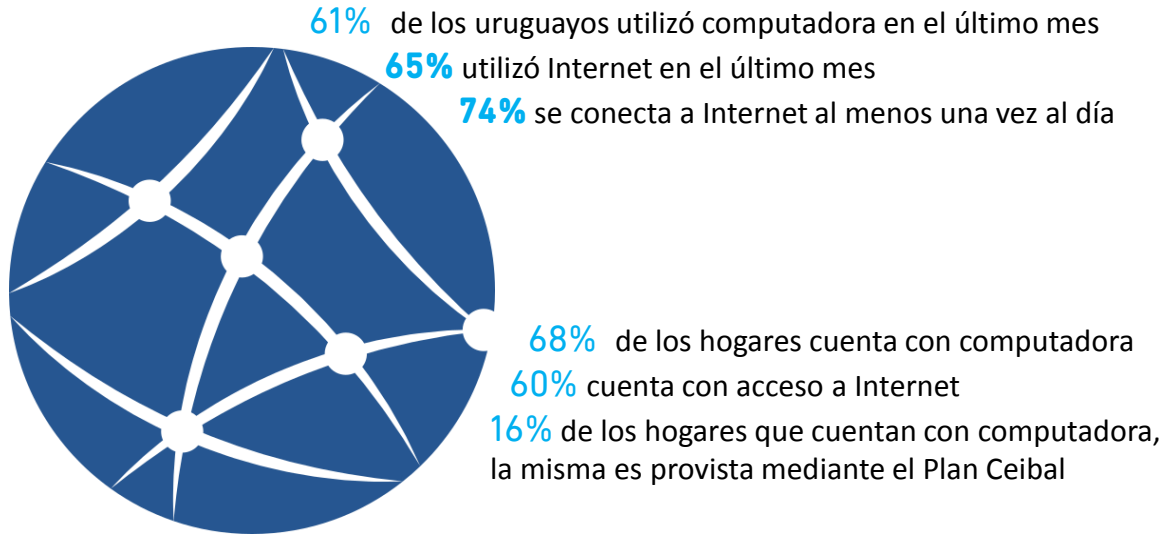 61% de los uruguayos utilizó computadora en el último mes
65% utilizó Internet en el último mes
74% se conecta a Internet al menos una vez al día
68% de los hogares cuenta con computadora
60% cuenta con acceso a Internet
16% de los hogares que cuentan con computadora,
la misma es provista mediante el Plan Ceibal